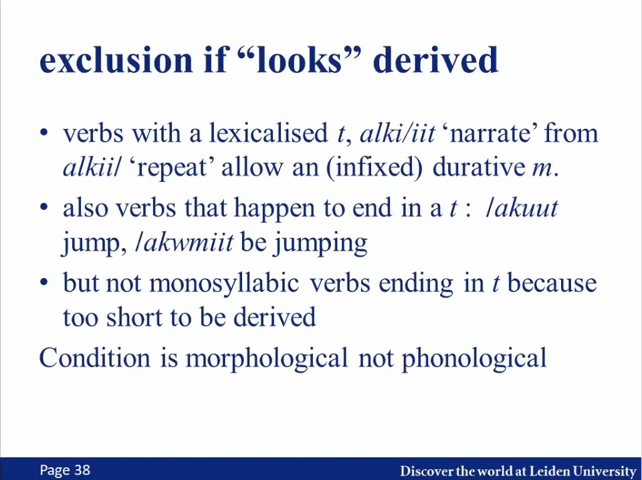 exclusion if “looks” derived
• verbs with a lexicalised t, alki/iit ‘narrate’ from
alkii/ ‘repeat’ allow an (infixed) durative m.
• also verbs that happen to end in a t : /akuut
jump, /akwmiit be jumping
• but not monosyllabic verbs ending in t because
too short to be derived
Condition is morphological not phonological
Page 38
Discover the world at Leiden University